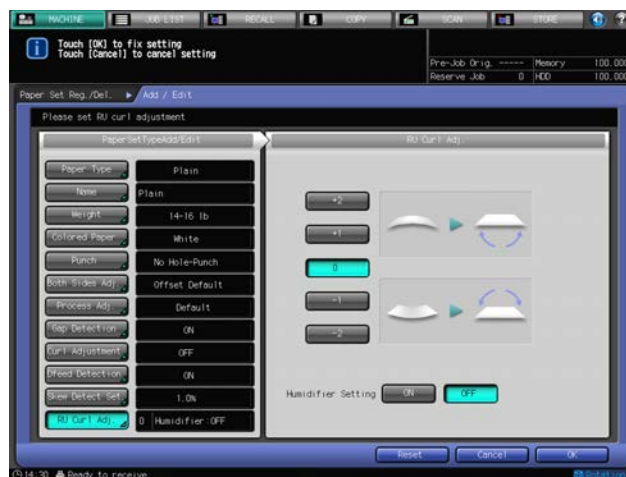 MACHINE
JOB LIST
RECALL
COPY
SCAN
STORE
Touch [OK] to fix setting
Touch [Cancel] to cancel setting
Pre-Job Orig. ----- Memory 100.00
Reserve Job 0 HDD 100.00
Paper Set Reg./Del. Add / Edit
Please set RU curl adjustment
PaperSetTypeAdd/Edit
RU Curl Adj.
Paper Type Plain
Name Plain
Weight 14-16 lb
Colored Paper White
Punch No Hole-Punch
Both Sides Adj. Offset Default
Process Adj. Default
Gap Detection ON
Curl Adjustment OFF
Dfeed Detection ON
Skew Detect Set. 1.0%
RU Curl Adj. 0 Humidifier:OFF
+2
+1
0
-1
-2
Humidifier Setting ON OFF
Reset Cancel OK
14:30 Ready to receive
Rotation